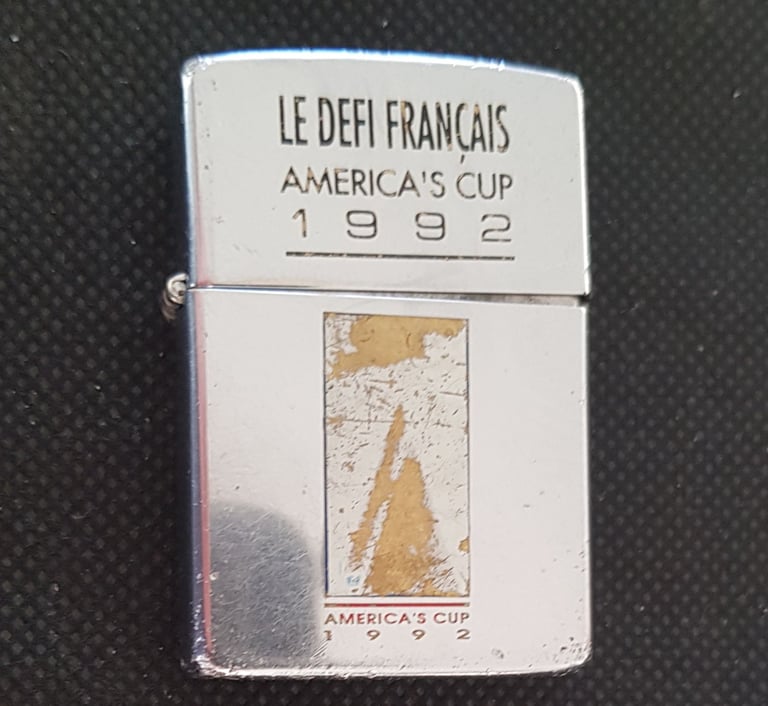 LE DEFI FRANÇAIS
AMERICA'S CUP
1992
AMERICA'S CUP
1992